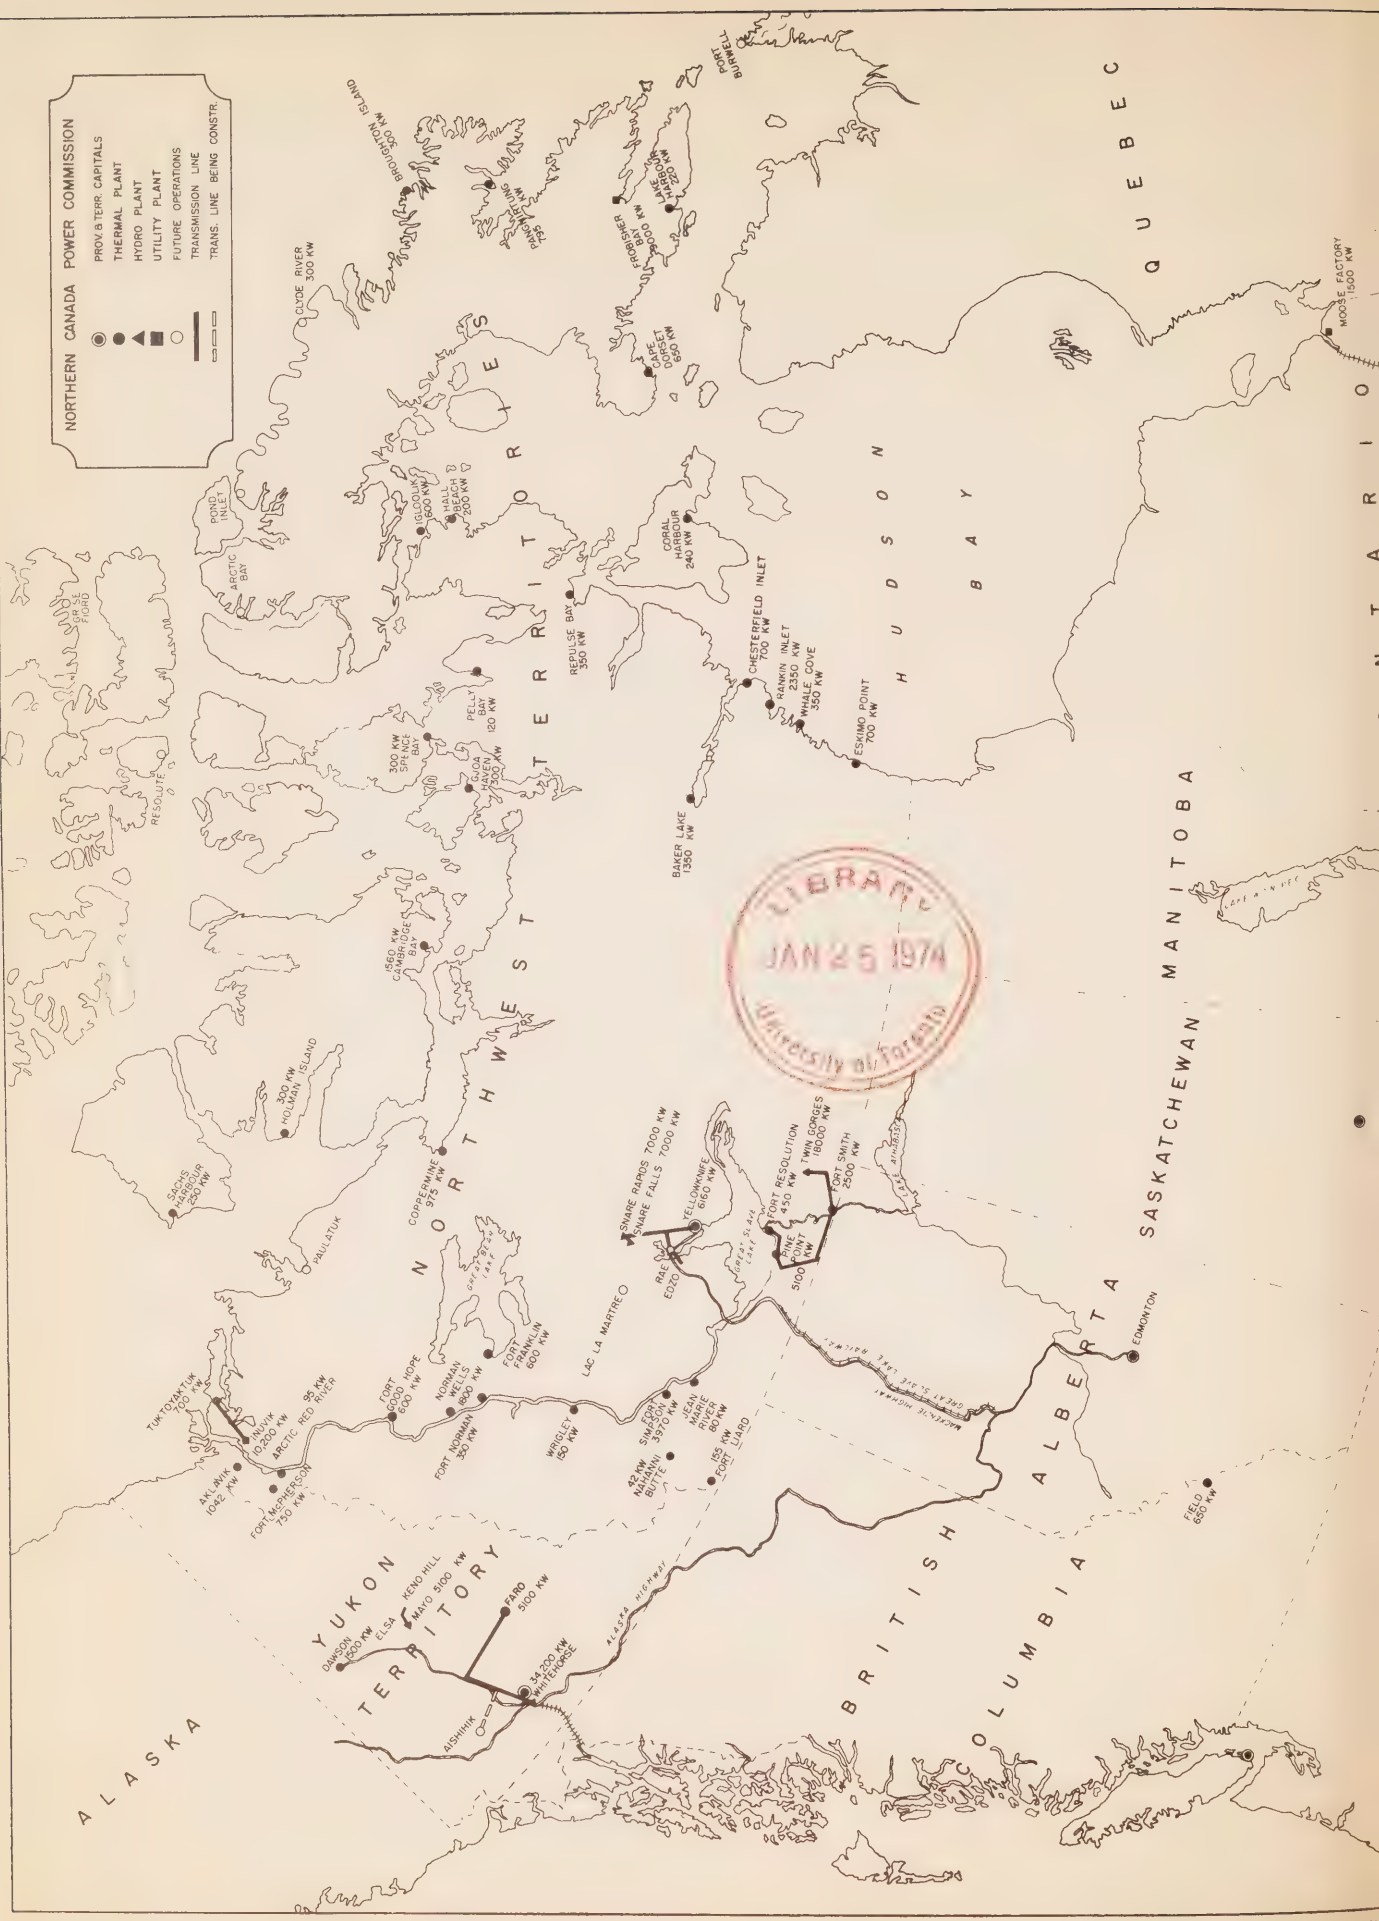 NORTHERN CANADA POWER COMMISSION
PROV. & TERR. CAPITALS
THERMAL PLANT
HYDRO PLANT
UTILITY PLANT
FUTURE OPERATIONS
TRANSMISSION LINE
TRANS. LINE BEING CONSTR.
ALASKA
YUKON
TERRITORY
DAWSON
1500 KW
ELSA
KENO HILL
MAYO 5100 KW
FARO
5100 KW
AISHIHIK
34,200 KW
WHITEHORSE
ALASKA HIGHWAY
BRITISH
COLUMBIA
FIELD
650 KW
ALBERTA
EDMONTON
MACKENZIE HIGHWAY
GREAT SLAVE LAKE RAILWAY
SASKATCHEWAN
MANITOBA
ONTARIO
QUEBEC
HUDSON
BAY
NORTHWEST
TERRITORIES
TUKTOYAKTUK
700 KW
INUVIK
10,200 KW
95 KW
ARCTIC RED RIVER
AKLAVIK
1042 KW
FORT McPHERSON
750 KW
FORT
GOOD HOPE
600 KW
NORMAN
WELLS
1800 KW
FORT NORMAN
350 KW
FORT
FRANKLIN
600 KW
GREAT BEAR
LAKE
WRIGLEY
150 KW
FORT
SIMPSON
3970 KW
JEAN
MARIE
RIVER
80 KW
42 KW
NAHANNI
BUTTE
155 KW
FORT LIARD
LAC LA MARTRE
RAE
EDZO
SNARE RAPIDS 7000 KW
SNARE FALLS 7000 KW
YELLOWKNIFE
6160 KW
GREAT SLAVE
LAKE
FORT RESOLUTION
450 KW
PINE
POINT
5100 KW
TWIN GORGES
18000 KW
FORT SMITH
2500 KW
LAKE ATHABASCA
SACHS
HARBOUR
250 KW
PAULATUK
300 KW
HOLMAN ISLAND
COPPERMINE
975 KW
1560 KW
CAMBRIDGE
BAY
RESOLUTE
FIORD
ARCTIC
BAY
POND
INLET
CLYDE RIVER
300 KW
BROUGHTON ISLAND
300 KW
PANGNIRTUNG
795 KW
FROBISHER
BAY
LAKE
HARBOUR
220 KW
CAPE
DORSET
650 KW
PORT
BURWELL
IGLOOLIK
600 KW
HALL
BEACH
200 KW
300 KW
SPENCE
BAY
GJOA
HAVEN
300 KW
PELLY
BAY
120 KW
REPULSE BAY
350 KW
CORAL
HARBOUR
240 KW
BAKER LAKE
1350 KW
CHESTERFIELD INLET
700 KW
RANKIN INLET
2350 KW
WHALE COVE
350 KW
ESKIMO POINT
700 KW
MOOSE FACTORY
1500 KW
JAN 25 1974
University of Toronto